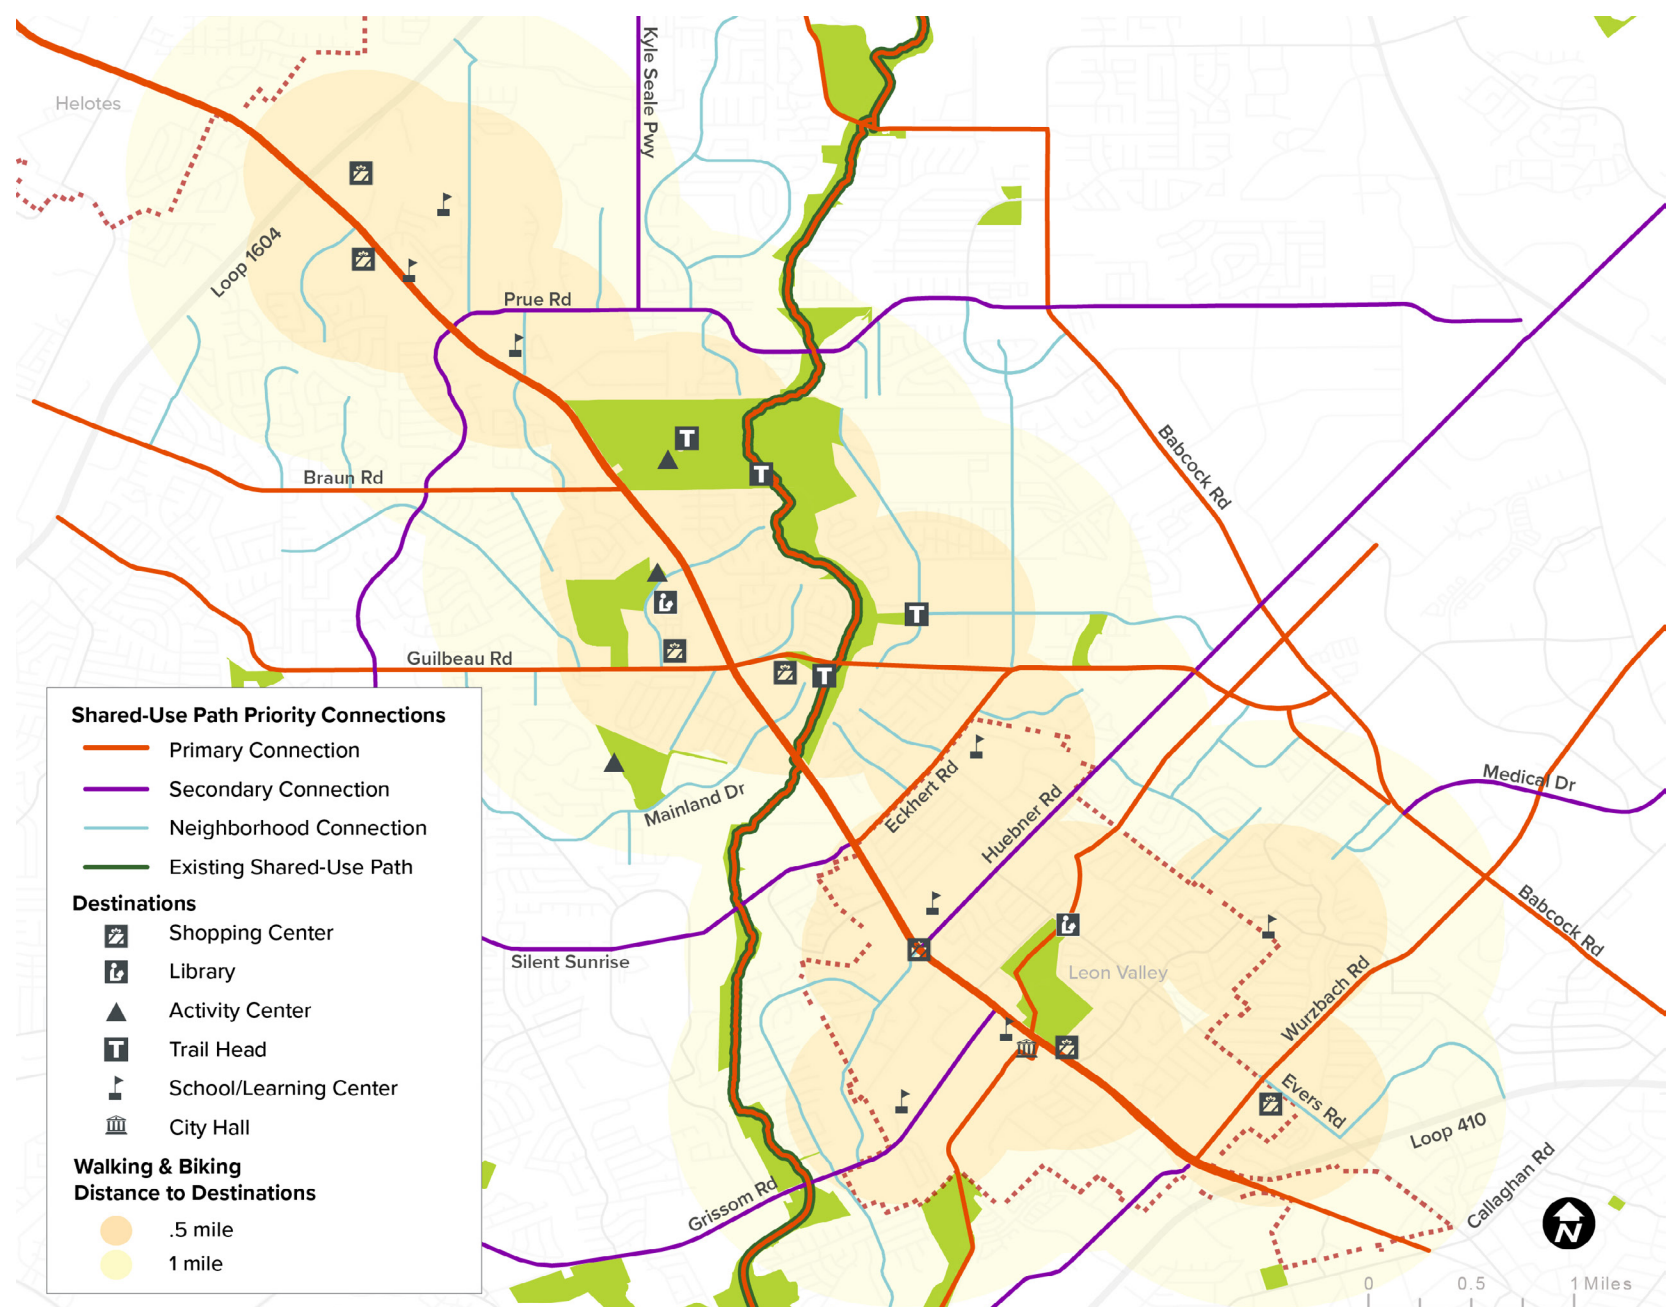 Helotes
Kyle Seale Pwy
Loop 1604
Prue Rd
Braun Rd
Babcock Rd
Guilbeau Rd
Mainland Dr
Eckhert Rd
Huebner Rd
Medical Dr
Babcock Rd
Silent Sunrise
Leon Valley
Wurzbach Rd
Evers Rd
Loop 410
Callaghan Rd
Grissom Rd
T
T
T
T
Shared-Use Path Priority Connections
Primary Connection
Secondary Connection
Neighborhood Connection
Existing Shared-Use Path
Destinations
Shopping Center
Library
Activity Center
T Trail Head
School/Learning Center
City Hall
Walking & Biking
Distance to Destinations
.5 mile
1 mile
N
0 0.5 1 Miles